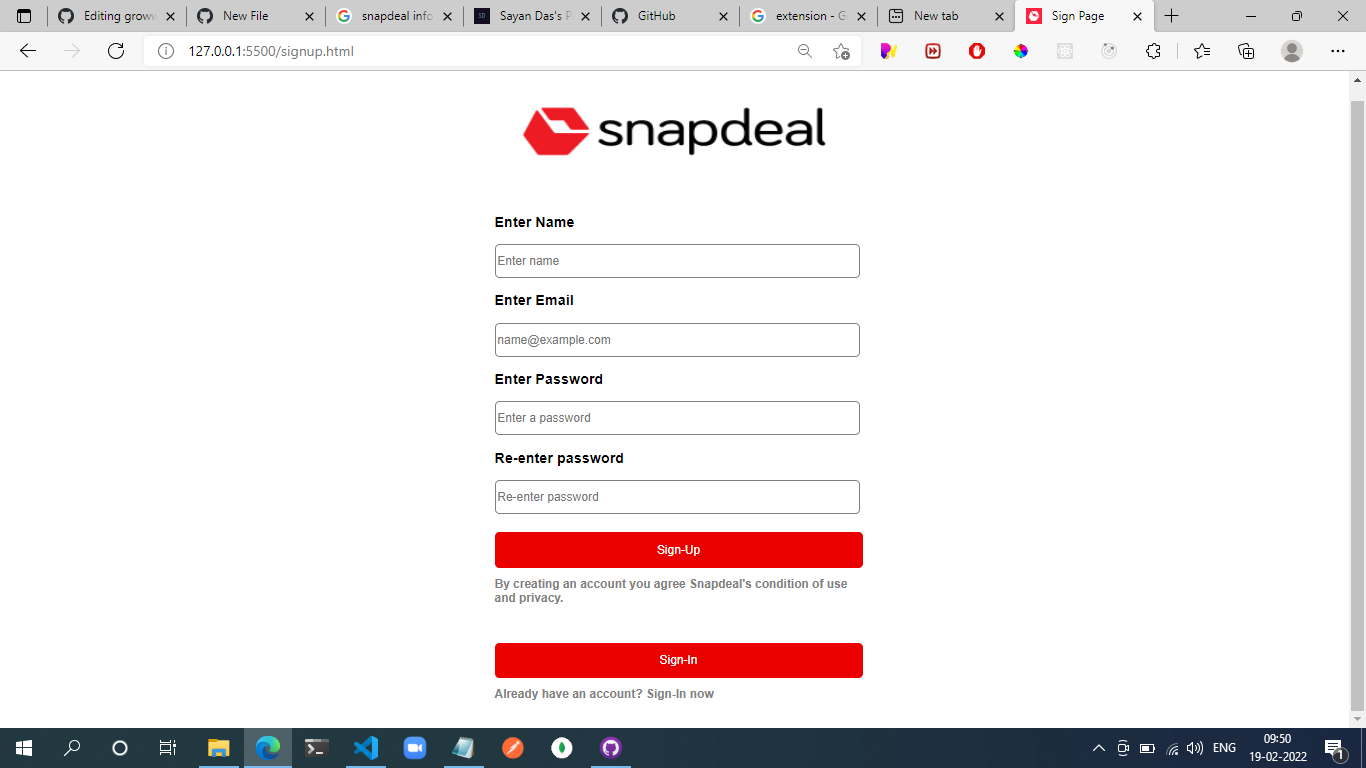 Editing grow
New File
snapdeal info
SD
Sayan Das's P
GitHub
extension - G
New tab
Sign Page
127.0.0.1:5500/signup.html
snapdeal
Enter Name
Enter name
Enter Email
name@example.com
Enter Password
Enter a password
Re-enter password
Re-enter password
Sign-Up
By creating an account you agree Snapdeal's condition of use
and privacy.
Sign-In
Already have an account? Sign-In now
ENG
09:50
19-02-2022
1